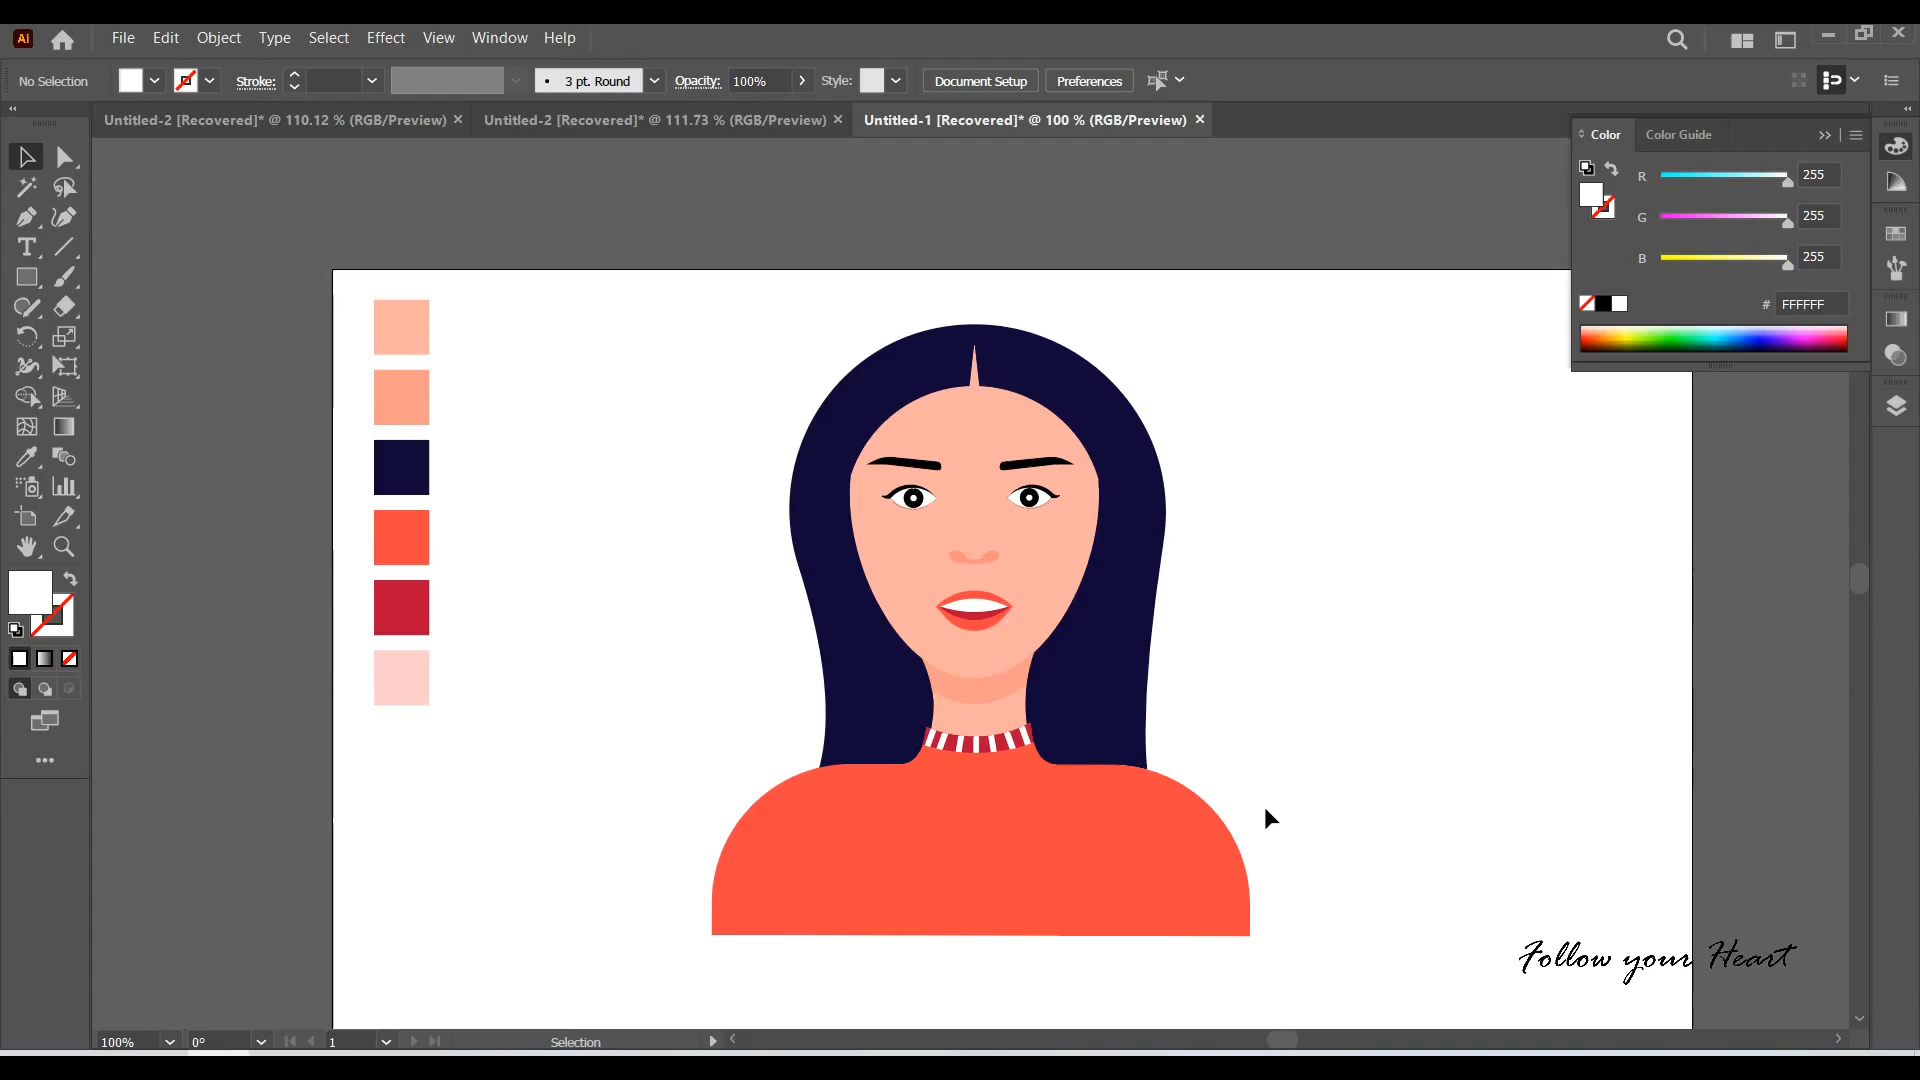 Ai
File Edit Object Type Select Effect View Window Help
No Selection Stroke: 3 pt. Round Opacity: 100% Style: Document Setup Preferences
Untitled-2 [Recovered]* @ 110.12 % (RGB/Preview) Untitled-2 [Recovered]* @ 111.73 % (RGB/Preview) Untitled-1 [Recovered]* @ 100 % (RGB/Preview)
Color Color Guide
R 255
G 255
B 255
# FFFFFF
Follow your Heart
100% 0° 1 Selection